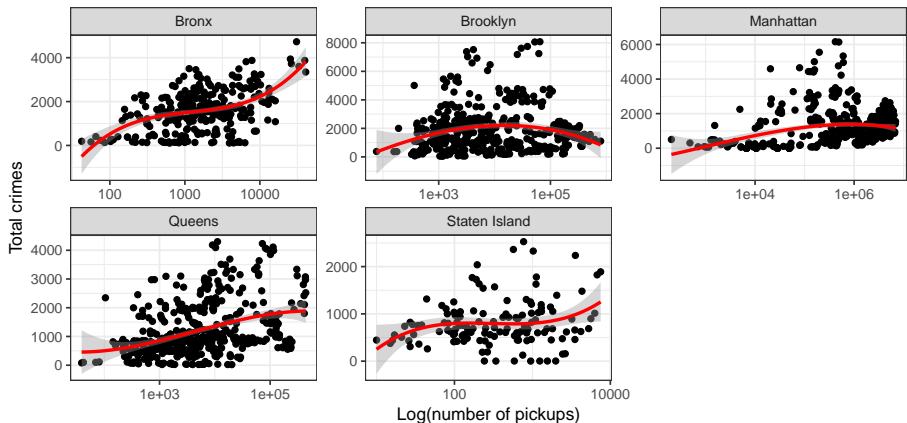 Bronx
Brooklyn
Manhattan
4000
2000
0
100
1000
10000
8000
6000
4000
2000
0
1e+03
1e+05
6000
4000
2000
0
1e+04
1e+06
Total crimes
Queens
Staten Island
4000
3000
2000
1000
0
1e+03
1e+05
2000
1000
0
100
10000
Log(number of pickups)